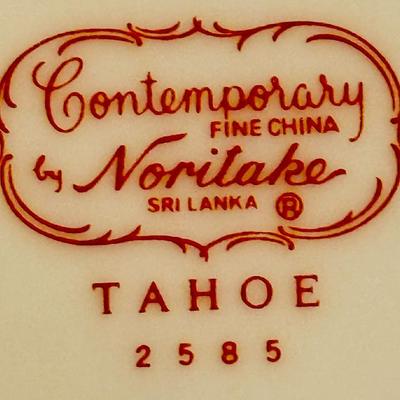 Contemporary
FINE CHINA
by Noritake
SRI LANKA ®
TAHOE
2585